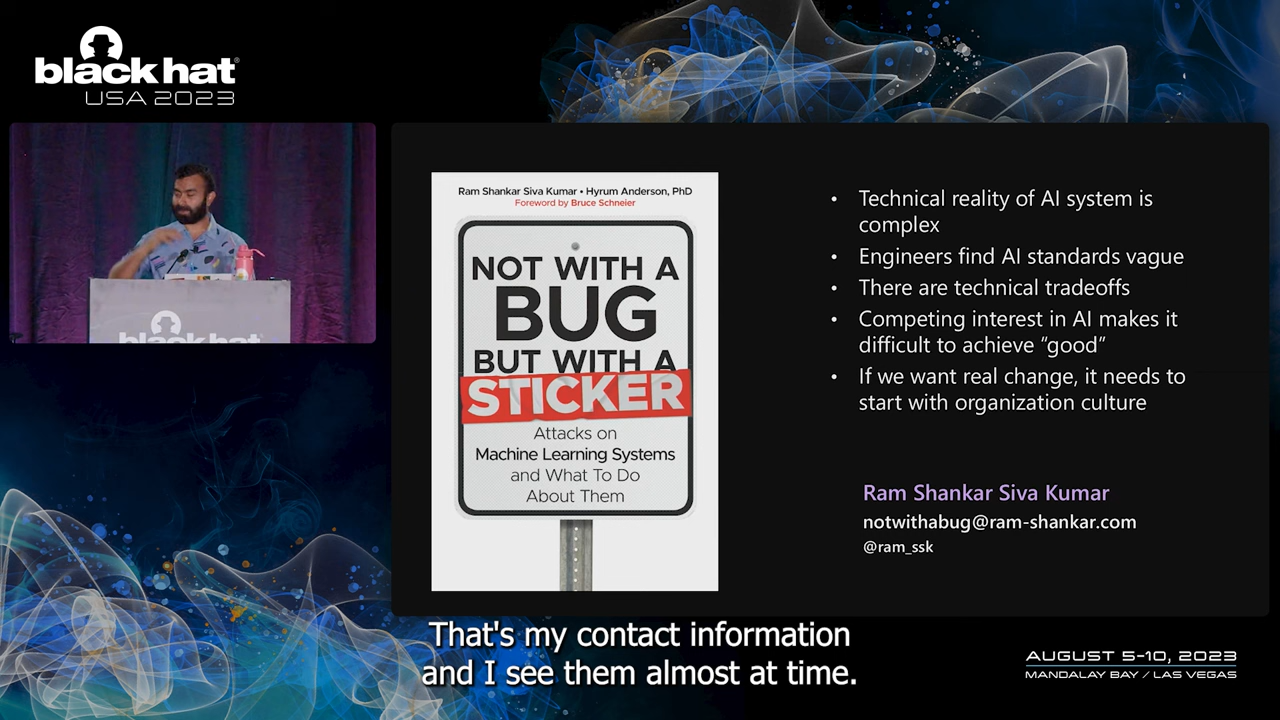 black hat®
USA 2023
Ram Shankar Siva Kumar • Hyrum Anderson, PhD
Foreword by Bruce Schneier
NOT WITH A
BUG
BUT WITH A
STICKER
Attacks on
Machine Learning Systems
and What To Do
About Them
• Technical reality of AI system is
complex
• Engineers find AI standards vague
• There are technical tradeoffs
• Competing interest in AI makes it
difficult to achieve “good”
• If we want real change, it needs to
start with organization culture
Ram Shankar Siva Kumar
notwithabug@ram-shankar.com
@ram_ssk
black hat
That's my contact information
and I see them almost at time.
AUGUST 5-10, 2023
MANDALAY BAY / LAS VEGAS